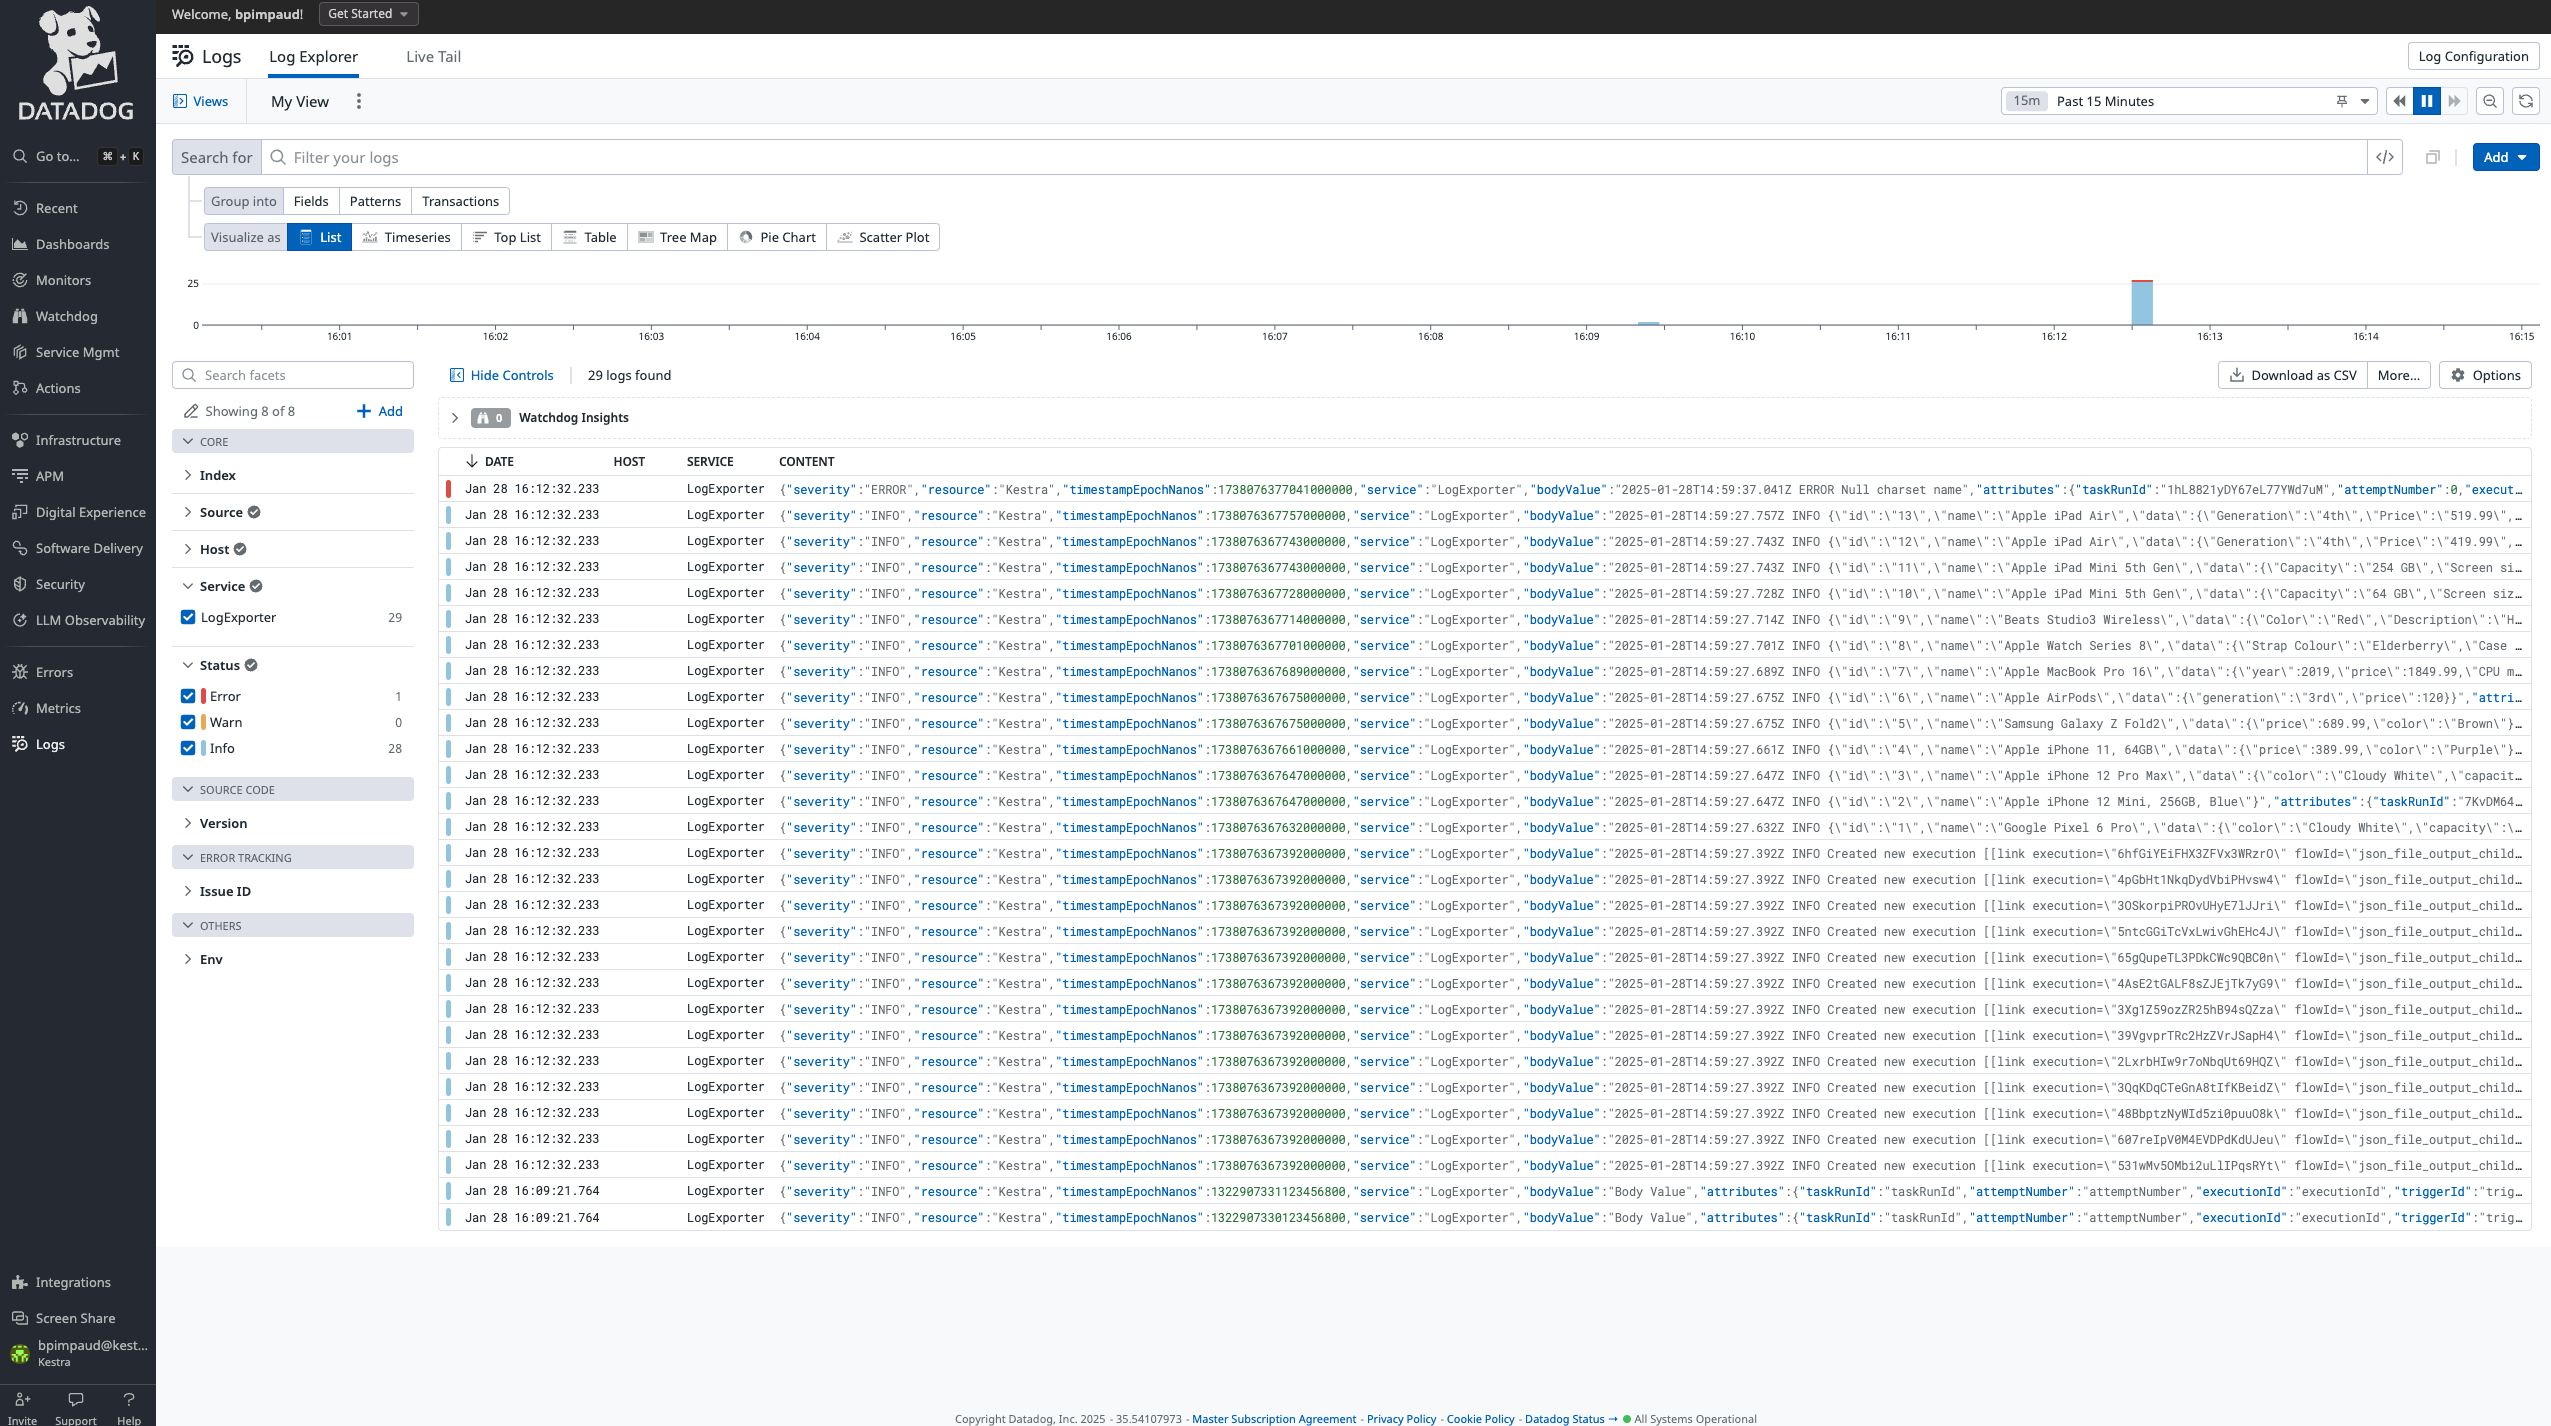 DATADOG
Go to... ⌘ + K
Recent
Dashboards
Monitors
Watchdog
Service Mgmt
Actions
Infrastructure
APM
Digital Experience
Software Delivery
Security
LLM Observability
Errors
Metrics
Logs
Integrations
Screen Share
bpimpaud@kest...
Kestra
Invite Support Help
Welcome, bpimpaud! Get Started
Logs Log Explorer Live Tail Log Configuration
Views My View 15m Past 15 Minutes
Search for Filter your logs </> Add
Group into Fields Patterns Transactions
Visualize as List Timeseries Top List Table Tree Map Pie Chart Scatter Plot
25
0
16:01 16:02 16:03 16:04 16:05 16:06 16:07 16:08 16:09 16:10 16:11 16:12 16:13 16:14 16:15
Search facets
Showing 8 of 8 + Add
CORE
Index
Source
Host
Service
LogExporter 29
Status
Error 1
Warn 0
Info 28
SOURCE CODE
Version
ERROR TRACKING
Issue ID
OTHERS
Env
Hide Controls 29 logs found Download as CSV More... Options
0 Watchdog Insights
DATE HOST SERVICE CONTENT
Jan 28 16:12:32.233 LogExporter {"severity":"ERROR","resource":"Kestra","timestampEpochNanos":1738076377041000000,"service":"LogExporter","bodyValue":"2025-01-28T14:59:37.041Z ERROR Null charset name","attributes":{"taskRunId":"1hL8821yDY67eL77YWd7uM","attemptNumber":0,"execut…
Jan 28 16:12:32.233 LogExporter {"severity":"INFO","resource":"Kestra","timestampEpochNanos":1738076367757000000,"service":"LogExporter","bodyValue":"2025-01-28T14:59:27.757Z INFO {\"id\":\"13\",\"name\":\"Apple iPad Air\",\"data\":{\"Generation\":\"4th\",\"Price\":\"519.99\",…
Jan 28 16:12:32.233 LogExporter {"severity":"INFO","resource":"Kestra","timestampEpochNanos":1738076367743000000,"service":"LogExporter","bodyValue":"2025-01-28T14:59:27.743Z INFO {\"id\":\"12\",\"name\":\"Apple iPad Air\",\"data\":{\"Generation\":\"4th\",\"Price\":\"419.99\",…
Jan 28 16:12:32.233 LogExporter {"severity":"INFO","resource":"Kestra","timestampEpochNanos":1738076367743000000,"service":"LogExporter","bodyValue":"2025-01-28T14:59:27.743Z INFO {\"id\":\"11\",\"name\":\"Apple iPad Mini 5th Gen\",\"data\":{\"Capacity\":\"254 GB\",\"Screen si…
Jan 28 16:12:32.233 LogExporter {"severity":"INFO","resource":"Kestra","timestampEpochNanos":1738076367728000000,"service":"LogExporter","bodyValue":"2025-01-28T14:59:27.728Z INFO {\"id\":\"10\",\"name\":\"Apple iPad Mini 5th Gen\",\"data\":{\"Capacity\":\"64 GB\",\"Screen siz…
Jan 28 16:12:32.233 LogExporter {"severity":"INFO","resource":"Kestra","timestampEpochNanos":1738076367714000000,"service":"LogExporter","bodyValue":"2025-01-28T14:59:27.714Z INFO {\"id\":\"9\",\"name\":\"Beats Studio3 Wireless\",\"data\":{\"Color\":\"Red\",\"Description\":\"H…
Jan 28 16:12:32.233 LogExporter {"severity":"INFO","resource":"Kestra","timestampEpochNanos":1738076367701000000,"service":"LogExporter","bodyValue":"2025-01-28T14:59:27.701Z INFO {\"id\":\"8\",\"name\":\"Apple Watch Series 8\",\"data\":{\"Strap Colour\":\"Elderberry\",\"Case …
Jan 28 16:12:32.233 LogExporter {"severity":"INFO","resource":"Kestra","timestampEpochNanos":1738076367689000000,"service":"LogExporter","bodyValue":"2025-01-28T14:59:27.689Z INFO {\"id\":\"7\",\"name\":\"Apple MacBook Pro 16\",\"data\":{\"year\":2019,\"price\":1849.99,\"CPU m…
Jan 28 16:12:32.233 LogExporter {"severity":"INFO","resource":"Kestra","timestampEpochNanos":1738076367675000000,"service":"LogExporter","bodyValue":"2025-01-28T14:59:27.675Z INFO {\"id\":\"6\",\"name\":\"Apple AirPods\",\"data\":{\"generation\":\"3rd\",\"price\":120}}","attri…
Jan 28 16:12:32.233 LogExporter {"severity":"INFO","resource":"Kestra","timestampEpochNanos":1738076367675000000,"service":"LogExporter","bodyValue":"2025-01-28T14:59:27.675Z INFO {\"id\":\"5\",\"name\":\"Samsung Galaxy Z Fold2\",\"data\":{\"price\":689.99,\"color\":\"Brown\"}…
Jan 28 16:12:32.233 LogExporter {"severity":"INFO","resource":"Kestra","timestampEpochNanos":1738076367661000000,"service":"LogExporter","bodyValue":"2025-01-28T14:59:27.661Z INFO {\"id\":\"4\",\"name\":\"Apple iPhone 11, 64GB\",\"data\":{\"price\":389.99,\"color\":\"Purple\"}…
Jan 28 16:12:32.233 LogExporter {"severity":"INFO","resource":"Kestra","timestampEpochNanos":1738076367647000000,"service":"LogExporter","bodyValue":"2025-01-28T14:59:27.647Z INFO {\"id\":\"3\",\"name\":\"Apple iPhone 12 Pro Max\",\"data\":{\"color\":\"Cloudy White\",\"capacit…
Jan 28 16:12:32.233 LogExporter {"severity":"INFO","resource":"Kestra","timestampEpochNanos":1738076367647000000,"service":"LogExporter","bodyValue":"2025-01-28T14:59:27.647Z INFO {\"id\":\"2\",\"name\":\"Apple iPhone 12 Mini, 256GB, Blue\"}","attributes":{"taskRunId":"7KvDM64…
Jan 28 16:12:32.233 LogExporter {"severity":"INFO","resource":"Kestra","timestampEpochNanos":1738076367632000000,"service":"LogExporter","bodyValue":"2025-01-28T14:59:27.632Z INFO {\"id\":\"1\",\"name\":\"Google Pixel 6 Pro\",\"data\":{\"color\":\"Cloudy White\",\"capacity\":\…
Jan 28 16:12:32.233 LogExporter {"severity":"INFO","resource":"Kestra","timestampEpochNanos":1738076367392000000,"service":"LogExporter","bodyValue":"2025-01-28T14:59:27.392Z INFO Created new execution [[link execution=\"6hfGiYEiFHX3ZFVx3WRzrO\" flowId=\"json_file_output_child…
Jan 28 16:12:32.233 LogExporter {"severity":"INFO","resource":"Kestra","timestampEpochNanos":1738076367392000000,"service":"LogExporter","bodyValue":"2025-01-28T14:59:27.392Z INFO Created new execution [[link execution=\"4pGbHt1NkqDydVbiPHvsw4\" flowId=\"json_file_output_child…
Jan 28 16:12:32.233 LogExporter {"severity":"INFO","resource":"Kestra","timestampEpochNanos":1738076367392000000,"service":"LogExporter","bodyValue":"2025-01-28T14:59:27.392Z INFO Created new execution [[link execution=\"3OSkorpiPROvUHyE7lJJri\" flowId=\"json_file_output_child…
Jan 28 16:12:32.233 LogExporter {"severity":"INFO","resource":"Kestra","timestampEpochNanos":1738076367392000000,"service":"LogExporter","bodyValue":"2025-01-28T14:59:27.392Z INFO Created new execution [[link execution=\"5ntcGGiTcVxLwivGhEHc4J\" flowId=\"json_file_output_child…
Jan 28 16:12:32.233 LogExporter {"severity":"INFO","resource":"Kestra","timestampEpochNanos":1738076367392000000,"service":"LogExporter","bodyValue":"2025-01-28T14:59:27.392Z INFO Created new execution [[link execution=\"65gQupeTL3PDkCWc9QBC0n\" flowId=\"json_file_output_child…
Jan 28 16:12:32.233 LogExporter {"severity":"INFO","resource":"Kestra","timestampEpochNanos":1738076367392000000,"service":"LogExporter","bodyValue":"2025-01-28T14:59:27.392Z INFO Created new execution [[link execution=\"4AsE2tGALF8sZJEjTk7yG9\" flowId=\"json_file_output_child…
Jan 28 16:12:32.233 LogExporter {"severity":"INFO","resource":"Kestra","timestampEpochNanos":1738076367392000000,"service":"LogExporter","bodyValue":"2025-01-28T14:59:27.392Z INFO Created new execution [[link execution=\"3Xg1Z59ozZR25hB94sQZza\" flowId=\"json_file_output_child…
Jan 28 16:12:32.233 LogExporter {"severity":"INFO","resource":"Kestra","timestampEpochNanos":1738076367392000000,"service":"LogExporter","bodyValue":"2025-01-28T14:59:27.392Z INFO Created new execution [[link execution=\"39VgvprTRc2HzZVrJSapH4\" flowId=\"json_file_output_child…
Jan 28 16:12:32.233 LogExporter {"severity":"INFO","resource":"Kestra","timestampEpochNanos":1738076367392000000,"service":"LogExporter","bodyValue":"2025-01-28T14:59:27.392Z INFO Created new execution [[link execution=\"2LxrbHIw9r7oNbqUt69HQZ\" flowId=\"json_file_output_child…
Jan 28 16:12:32.233 LogExporter {"severity":"INFO","resource":"Kestra","timestampEpochNanos":1738076367392000000,"service":"LogExporter","bodyValue":"2025-01-28T14:59:27.392Z INFO Created new execution [[link execution=\"3QqKDqCTeGnA8tIfKBeidZ\" flowId=\"json_file_output_child…
Jan 28 16:12:32.233 LogExporter {"severity":"INFO","resource":"Kestra","timestampEpochNanos":1738076367392000000,"service":"LogExporter","bodyValue":"2025-01-28T14:59:27.392Z INFO Created new execution [[link execution=\"48BbptzNyWId5zi0puuO8k\" flowId=\"json_file_output_child…
Jan 28 16:12:32.233 LogExporter {"severity":"INFO","resource":"Kestra","timestampEpochNanos":1738076367392000000,"service":"LogExporter","bodyValue":"2025-01-28T14:59:27.392Z INFO Created new execution [[link execution=\"607reIpV0M4EVDPdKdUJeu\" flowId=\"json_file_output_child…
Jan 28 16:12:32.233 LogExporter {"severity":"INFO","resource":"Kestra","timestampEpochNanos":1738076367392000000,"service":"LogExporter","bodyValue":"2025-01-28T14:59:27.392Z INFO Created new execution [[link execution=\"531wMv5OMbi2uLlIPqsRYt\" flowId=\"json_file_output_child…
Jan 28 16:09:21.764 LogExporter {"severity":"INFO","resource":"Kestra","timestampEpochNanos":1322907331123456800,"service":"LogExporter","bodyValue":"Body Value","attributes":{"taskRunId":"taskRunId","attemptNumber":"attemptNumber","executionId":"executionId","triggerId":"trig…
Jan 28 16:09:21.764 LogExporter {"severity":"INFO","resource":"Kestra","timestampEpochNanos":1322907330123456800,"service":"LogExporter","bodyValue":"Body Value","attributes":{"taskRunId":"taskRunId","attemptNumber":"attemptNumber","executionId":"executionId","triggerId":"trig…
Copyright Datadog, Inc. 2025 - 35.54107973 - Master Subscription Agreement - Privacy Policy - Cookie Policy - Datadog Status → All Systems Operational